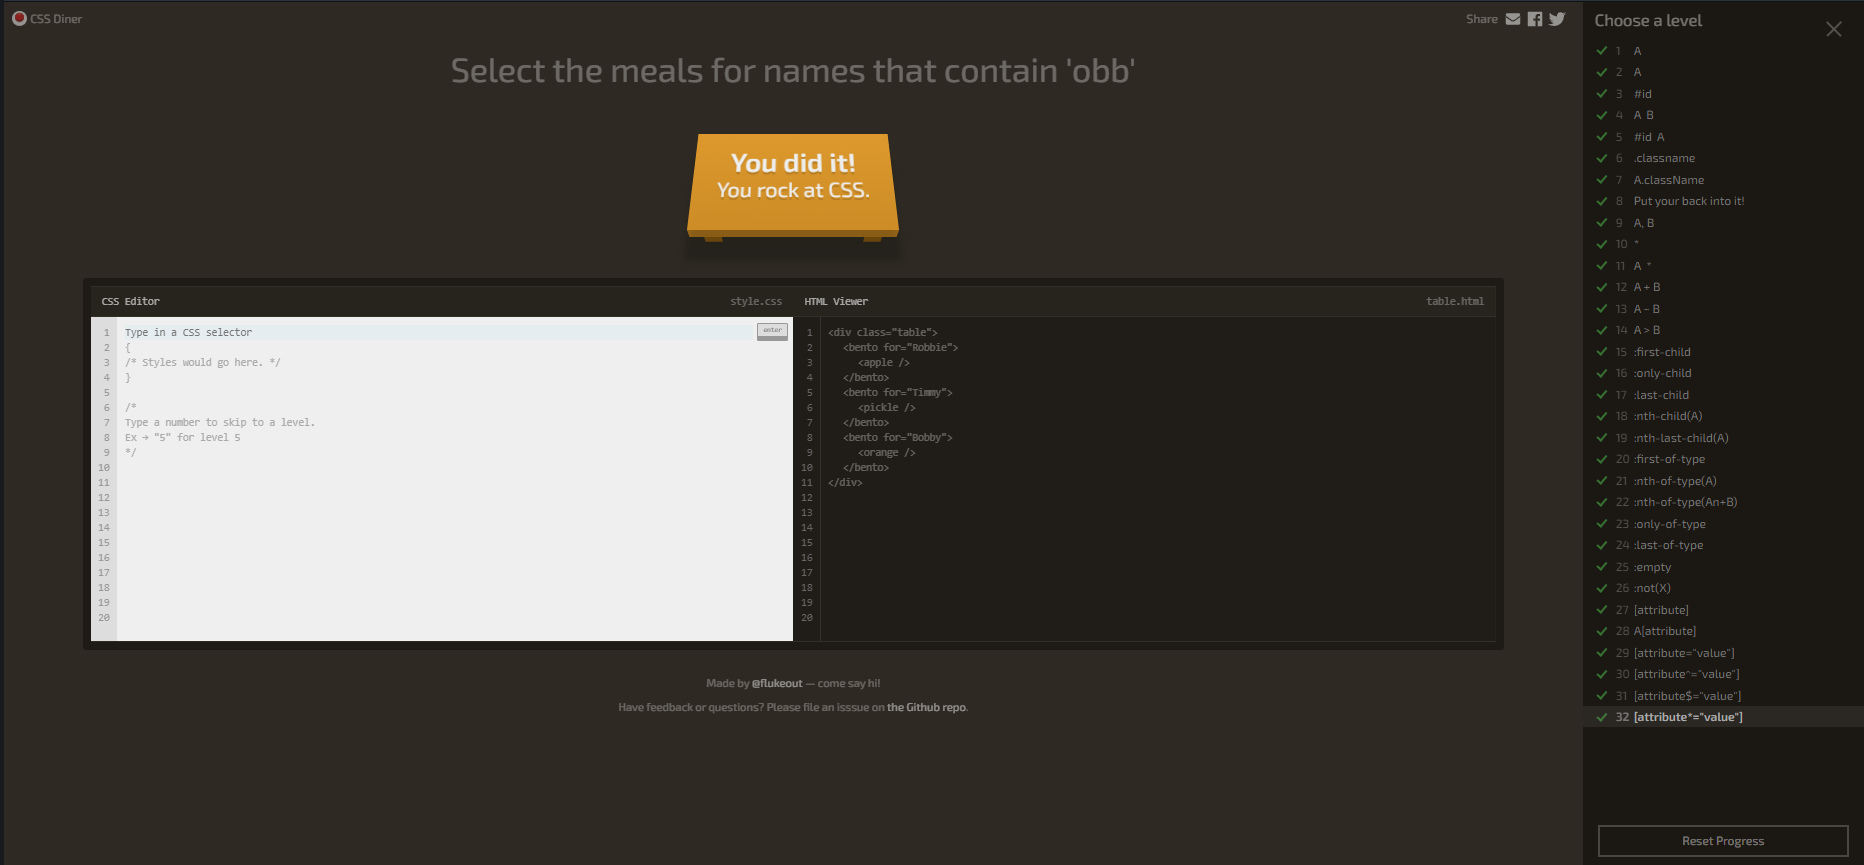 CSS Diner
Share
Select the meals for names that contain 'obb'
You did it!
You rock at CSS.
CSS Editor
style.css
HTML Viewer
table.html
1 Type in a CSS selector
enter
2 {
3 /* Styles would go here. */
4 }
5
6 /*
7 Type a number to skip to a level.
8 Ex → "5" for level 5
9 */
10
11
12
13
14
15
16
17
18
19
20
1 <div class="table">
2 <bento for="Robbie">
3 <apple />
4 </bento>
5 <bento for="Timmy">
6 <pickle />
7 </bento>
8 <bento for="Bobby">
9 <orange />
10 </bento>
11 </div>
12
13
14
15
16
17
18
19
20
Made by @flukeout — come say hi!
Have feedback or questions? Please file an isssue on the Github repo.
Choose a level
1 A
2 A
3 #id
4 A B
5 #id A
6 .classname
7 A.className
8 Put your back into it!
9 A, B
10 *
11 A *
12 A + B
13 A ~ B
14 A > B
15 :first-child
16 :only-child
17 :last-child
18 :nth-child(A)
19 :nth-last-child(A)
20 :first-of-type
21 :nth-of-type(A)
22 :nth-of-type(An+B)
23 :only-of-type
24 :last-of-type
25 :empty
26 :not(X)
27 [attribute]
28 A[attribute]
29 [attribute="value"]
30 [attribute^="value"]
31 [attribute$="value"]
32 [attribute*="value"]
Reset Progress